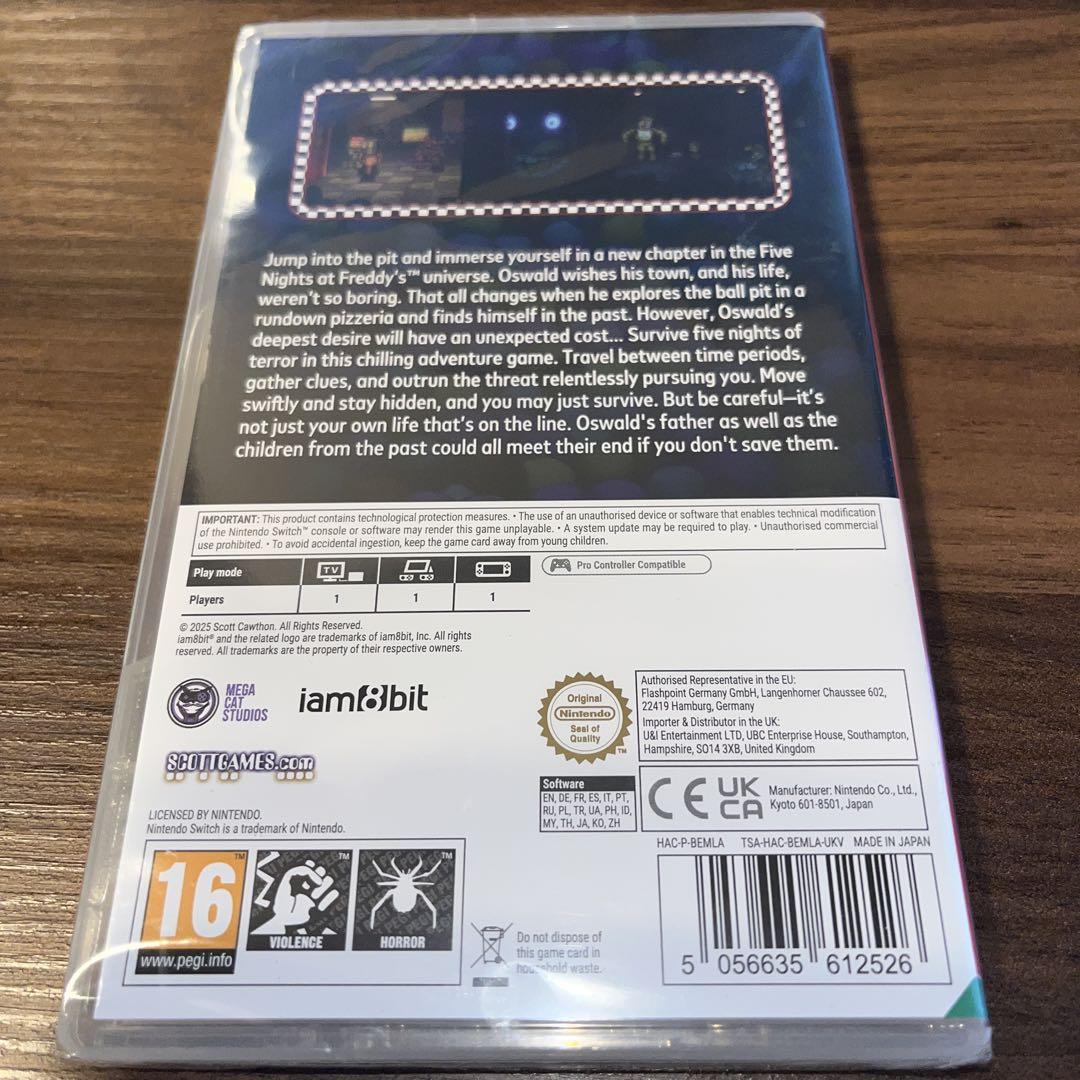 Jump into the pit and immerse yourself in a new chapter in the Five
Nights at Freddy's™ universe. Oswald wishes his town, and his life,
weren't so boring. That all changes when he explores the ball pit in a
rundown pizzeria and finds himself in the past. However, Oswald's
deepest desire will have an unexpected cost... Survive five nights of
terror in this chilling adventure game. Travel between time periods,
gather clues, and outrun the threat relentlessly pursuing you. Move
swiftly and stay hidden, and you may just survive. But be careful—it's
not just your own life that's on the line. Oswald's father as well as the
children from the past could all meet their end if you don't save them.
IMPORTANT: This product contains technological protection measures. • The use of an unauthorised device or software that enables technical modification
of the Nintendo Switch™ console or software may render this game unplayable. • A system update may be required to play. • Unauthorised commercial
use prohibited. • To avoid accidental ingestion, keep the game card away from young children.
Play mode TV
Players 1 1 1
Pro Controller Compatible
© 2025 Scott Cawthon. All Rights Reserved.
iam8bit® and the related logo are trademarks of iam8bit, Inc. All rights
reserved. All trademarks are the property of their respective owners.
MEGA
CAT
STUDIOS
iam8bit
SCOTTGAMES.com
Original
Nintendo
Seal of
Quality
TM
Authorised Representative in the EU:
Flashpoint Germany GmbH, Langenhorner Chaussee 602,
22419 Hamburg, Germany
Importer & Distributor in the UK:
U&I Entertainment LTD, UBC Enterprise House, Southampton,
Hampshire, SO14 3XB, United Kingdom
Software
EN, DE, FR, ES, IT, PT,
RU, PL, TR, UA, PH, ID,
MY, TH, JA, KO, ZH
CE UK
CA
Manufacturer: Nintendo Co., Ltd.,
Kyoto 601-8501, Japan
LICENSED BY NINTENDO.
Nintendo Switch is a trademark of Nintendo.
HAC-P-BEMLA TSA-HAC-BEMLA-UKV MADE IN JAPAN
16
www.pegi.info
VIOLENCE
HORROR
Do not dispose of
this game card in
household waste.
5 056635 612526